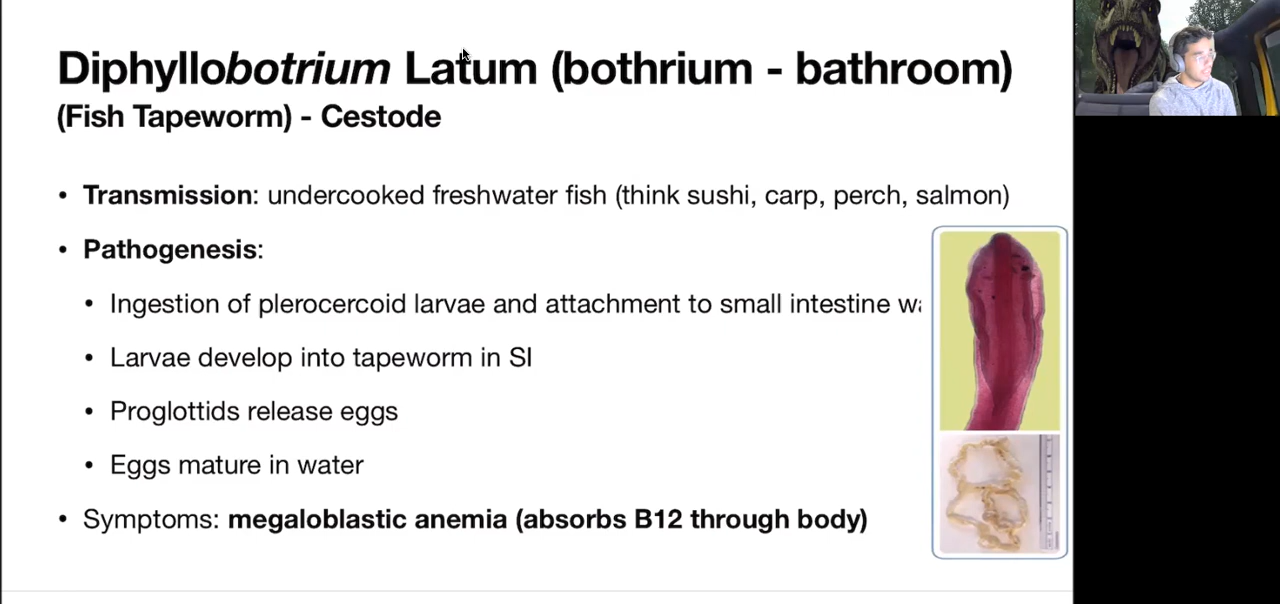 Diphyllobotrium Latum (bothrium - bathroom)
(Fish Tapeworm) - Cestode
• Transmission: undercooked freshwater fish (think sushi, carp, perch, salmon)
• Pathogenesis:
• Ingestion of plerocercoid larvae and attachment to small intestine
• Larvae develop into tapeworm in SI
• Proglottids release eggs
• Eggs mature in water
• Symptoms: megaloblastic anemia (absorbs B12 through body)